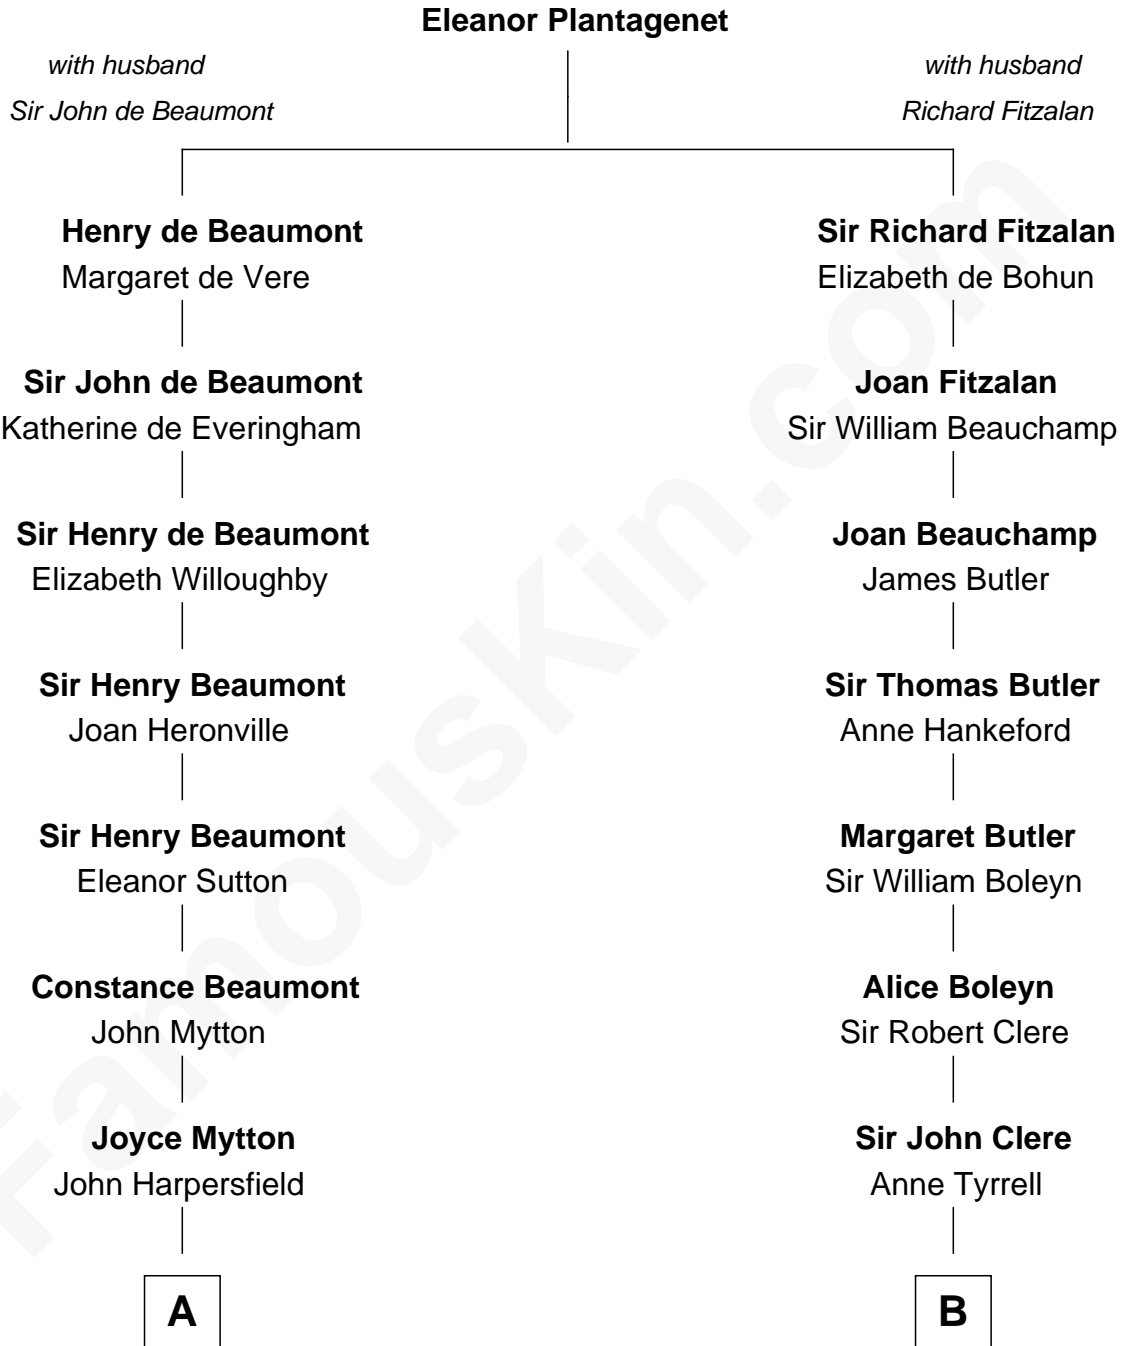 Eleanor Plantagenet
with husband
Sir John de Beaumont
with husband
Richard Fitzalan
Henry de Beaumont
Margaret de Vere
Sir Richard Fitzalan
Elizabeth de Bohun
Sir John de Beaumont
Katherine de Everingham
Joan Fitzalan
Sir William Beauchamp
Sir Henry de Beaumont
Elizabeth Willoughby
Joan Beauchamp
James Butler
Sir Henry Beaumont
Joan Heronville
Sir Thomas Butler
Anne Hankeford
Sir Henry Beaumont
Eleanor Sutton
Margaret Butler
Sir William Boleyn
Constance Beaumont
John Mytton
Alice Boleyn
Sir Robert Clere
Joyce Mytton
John Harpersfield
Sir John Clere
Anne Tyrrell
A
B
FamousKin.com